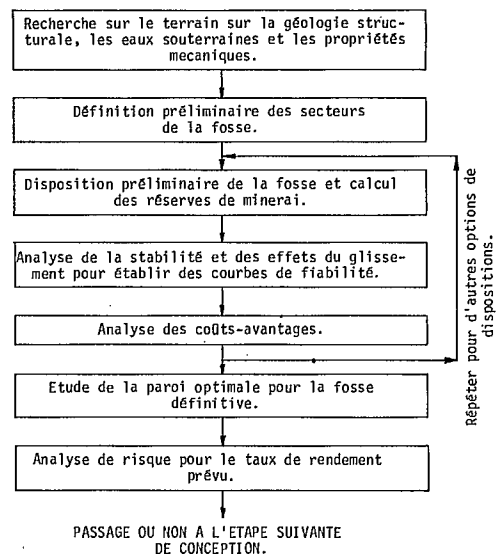 Recherche sur le terrain sur la géologie struc-
turale, les eaux souterraines et les propriétés
mecaniques.
Définition préliminaire des secteurs
de la fosse.
Disposition préliminaire de la fosse et calcul
des réserves de minerai.
Analyse de la stabilité et des effets du glisse-
ment pour établir des courbes de fiabilité.
Analyse des coûts-avantages.
Etude de la paroi optimale pour la fosse
définitive.
Analyse de risque pour le taux de rendement
prévu.
PASSAGE OU NON A L'ETAPE SUIVANTE
DE CONCEPTION.
Répéter pour d'autres options de
dispositions.